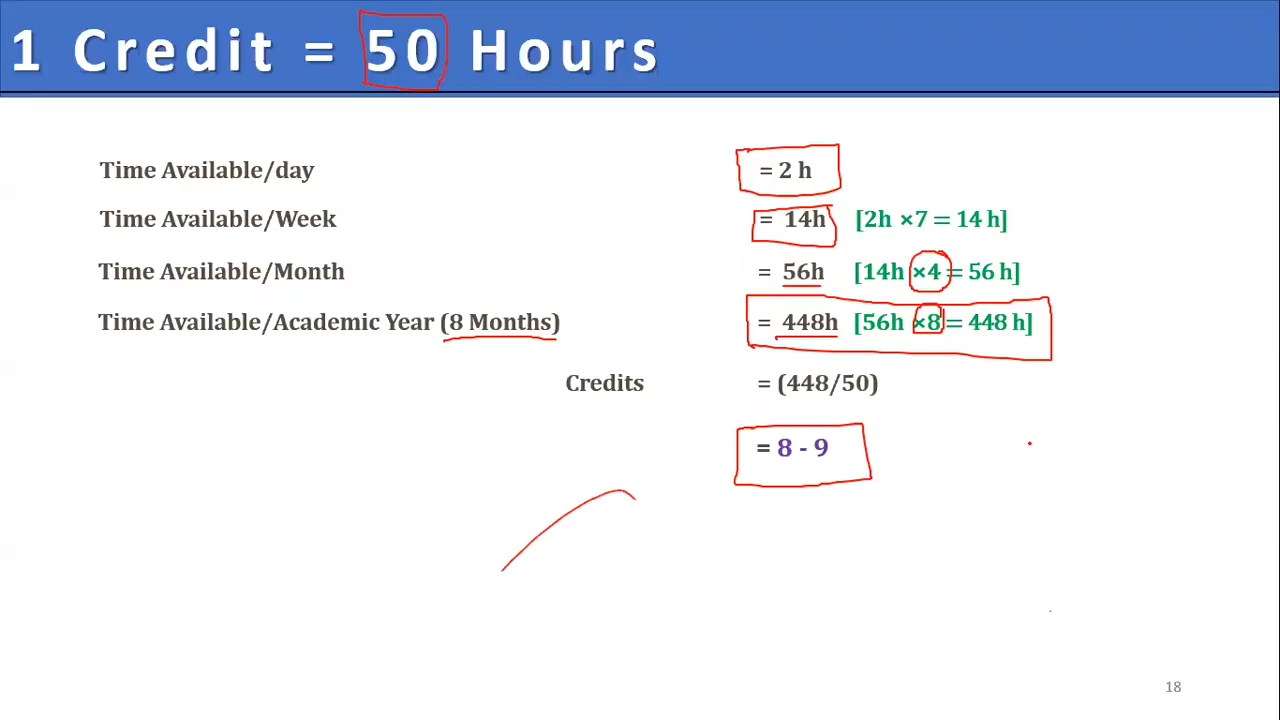 1 Credit = 50 Hours
Time Available/day = 2 h
Time Available/Week = 14h [2h ×7 = 14 h]
Time Available/Month = 56h [14h ×4 = 56 h]
Time Available/Academic Year (8 Months) = 448h [56h ×8 = 448 h]
Credits = (448/50)
= 8 - 9
18